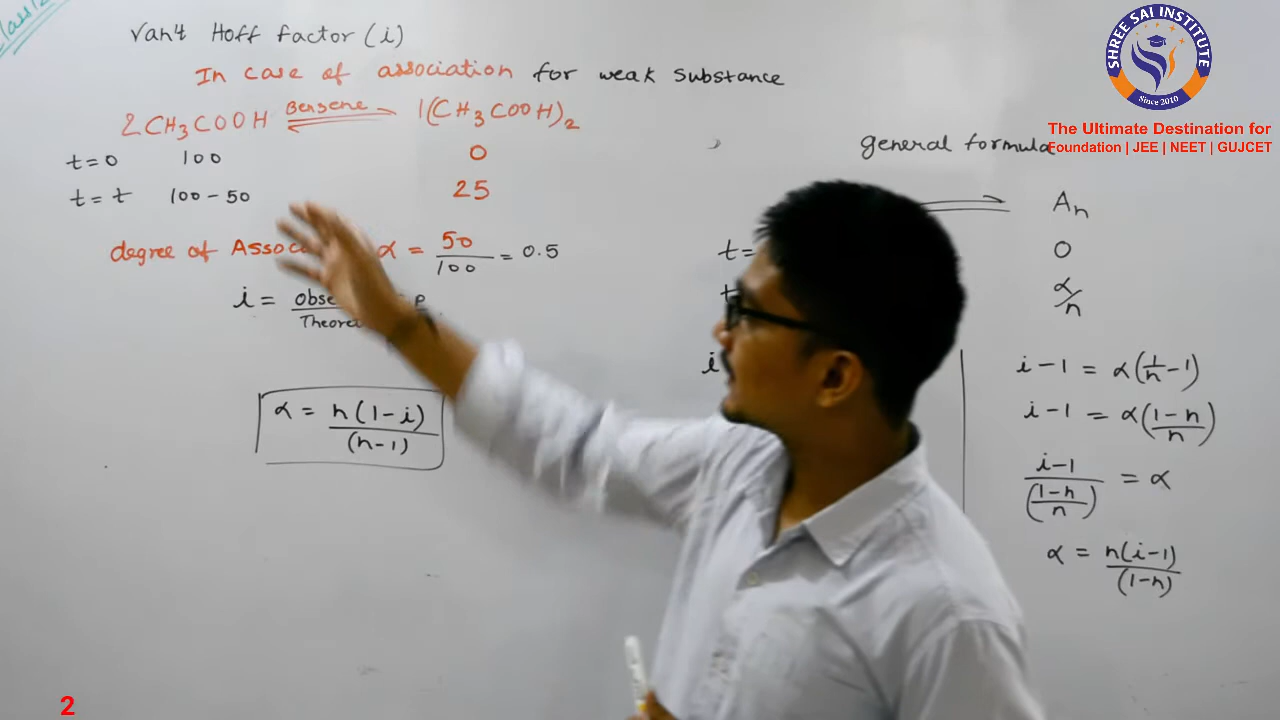 Van't Hoff factor (i)
In case of association for weak substance
2CH₃COOH Benzene ⇌ 1(CH₃COOH)₂
t=0 100 0
t=t 100-50 25
degree of α = 50/100 = 0.5
i =
α = n(1-i)/(n-1)
general formula
⇌ Aₙ
t= 0
t α/n
i
i-1 = α(1/n -1)
i-1 = α(1-n/n)
i-1/(1-n/n) = α
α = n(i-1)/(1-n)
SHREE SAI INSTITUTE
Since 2010
The Ultimate Destination for
Foundation | JEE | NEET | GUJCET
2